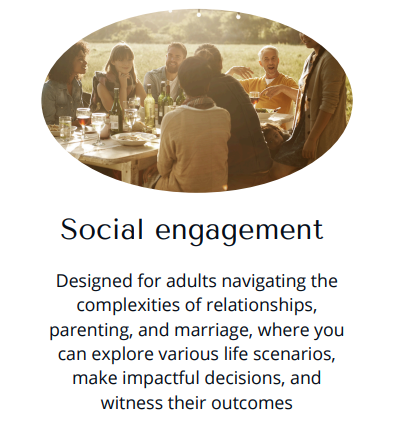 Social engagement
Designed for adults navigating the
complexities of relationships,
parenting, and marriage, where you
can explore various life scenarios,
make impactful decisions, and
witness their outcomes